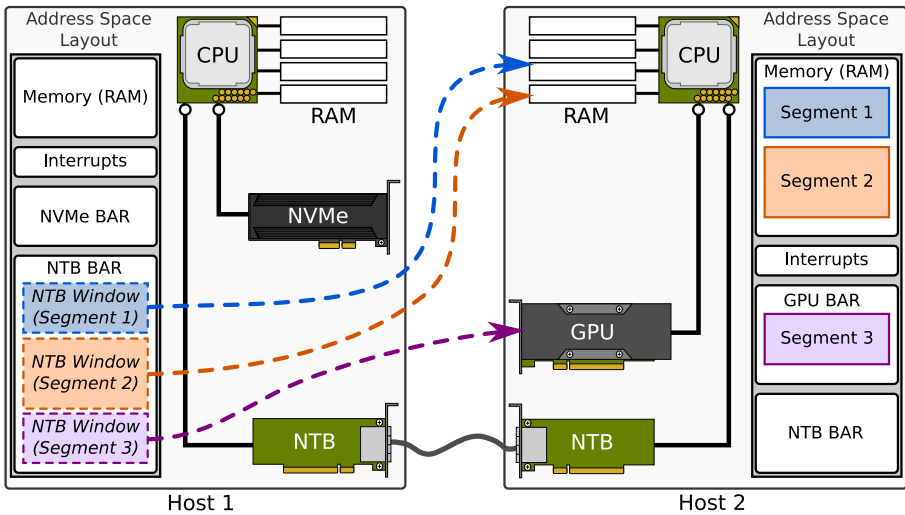 Address Space
Layout
Memory (RAM)
Interrupts
NVMe BAR
NTB BAR
NTB Window
(Segment 1)
NTB Window
(Segment 2)
NTB Window
(Segment 3)
CPU
RAM
NVMe
NTB
Host 1
CPU
RAM
GPU
NTB
Address Space
Layout
Memory (RAM)
Segment 1
Segment 2
Interrupts
GPU BAR
Segment 3
NTB BAR
Host 2